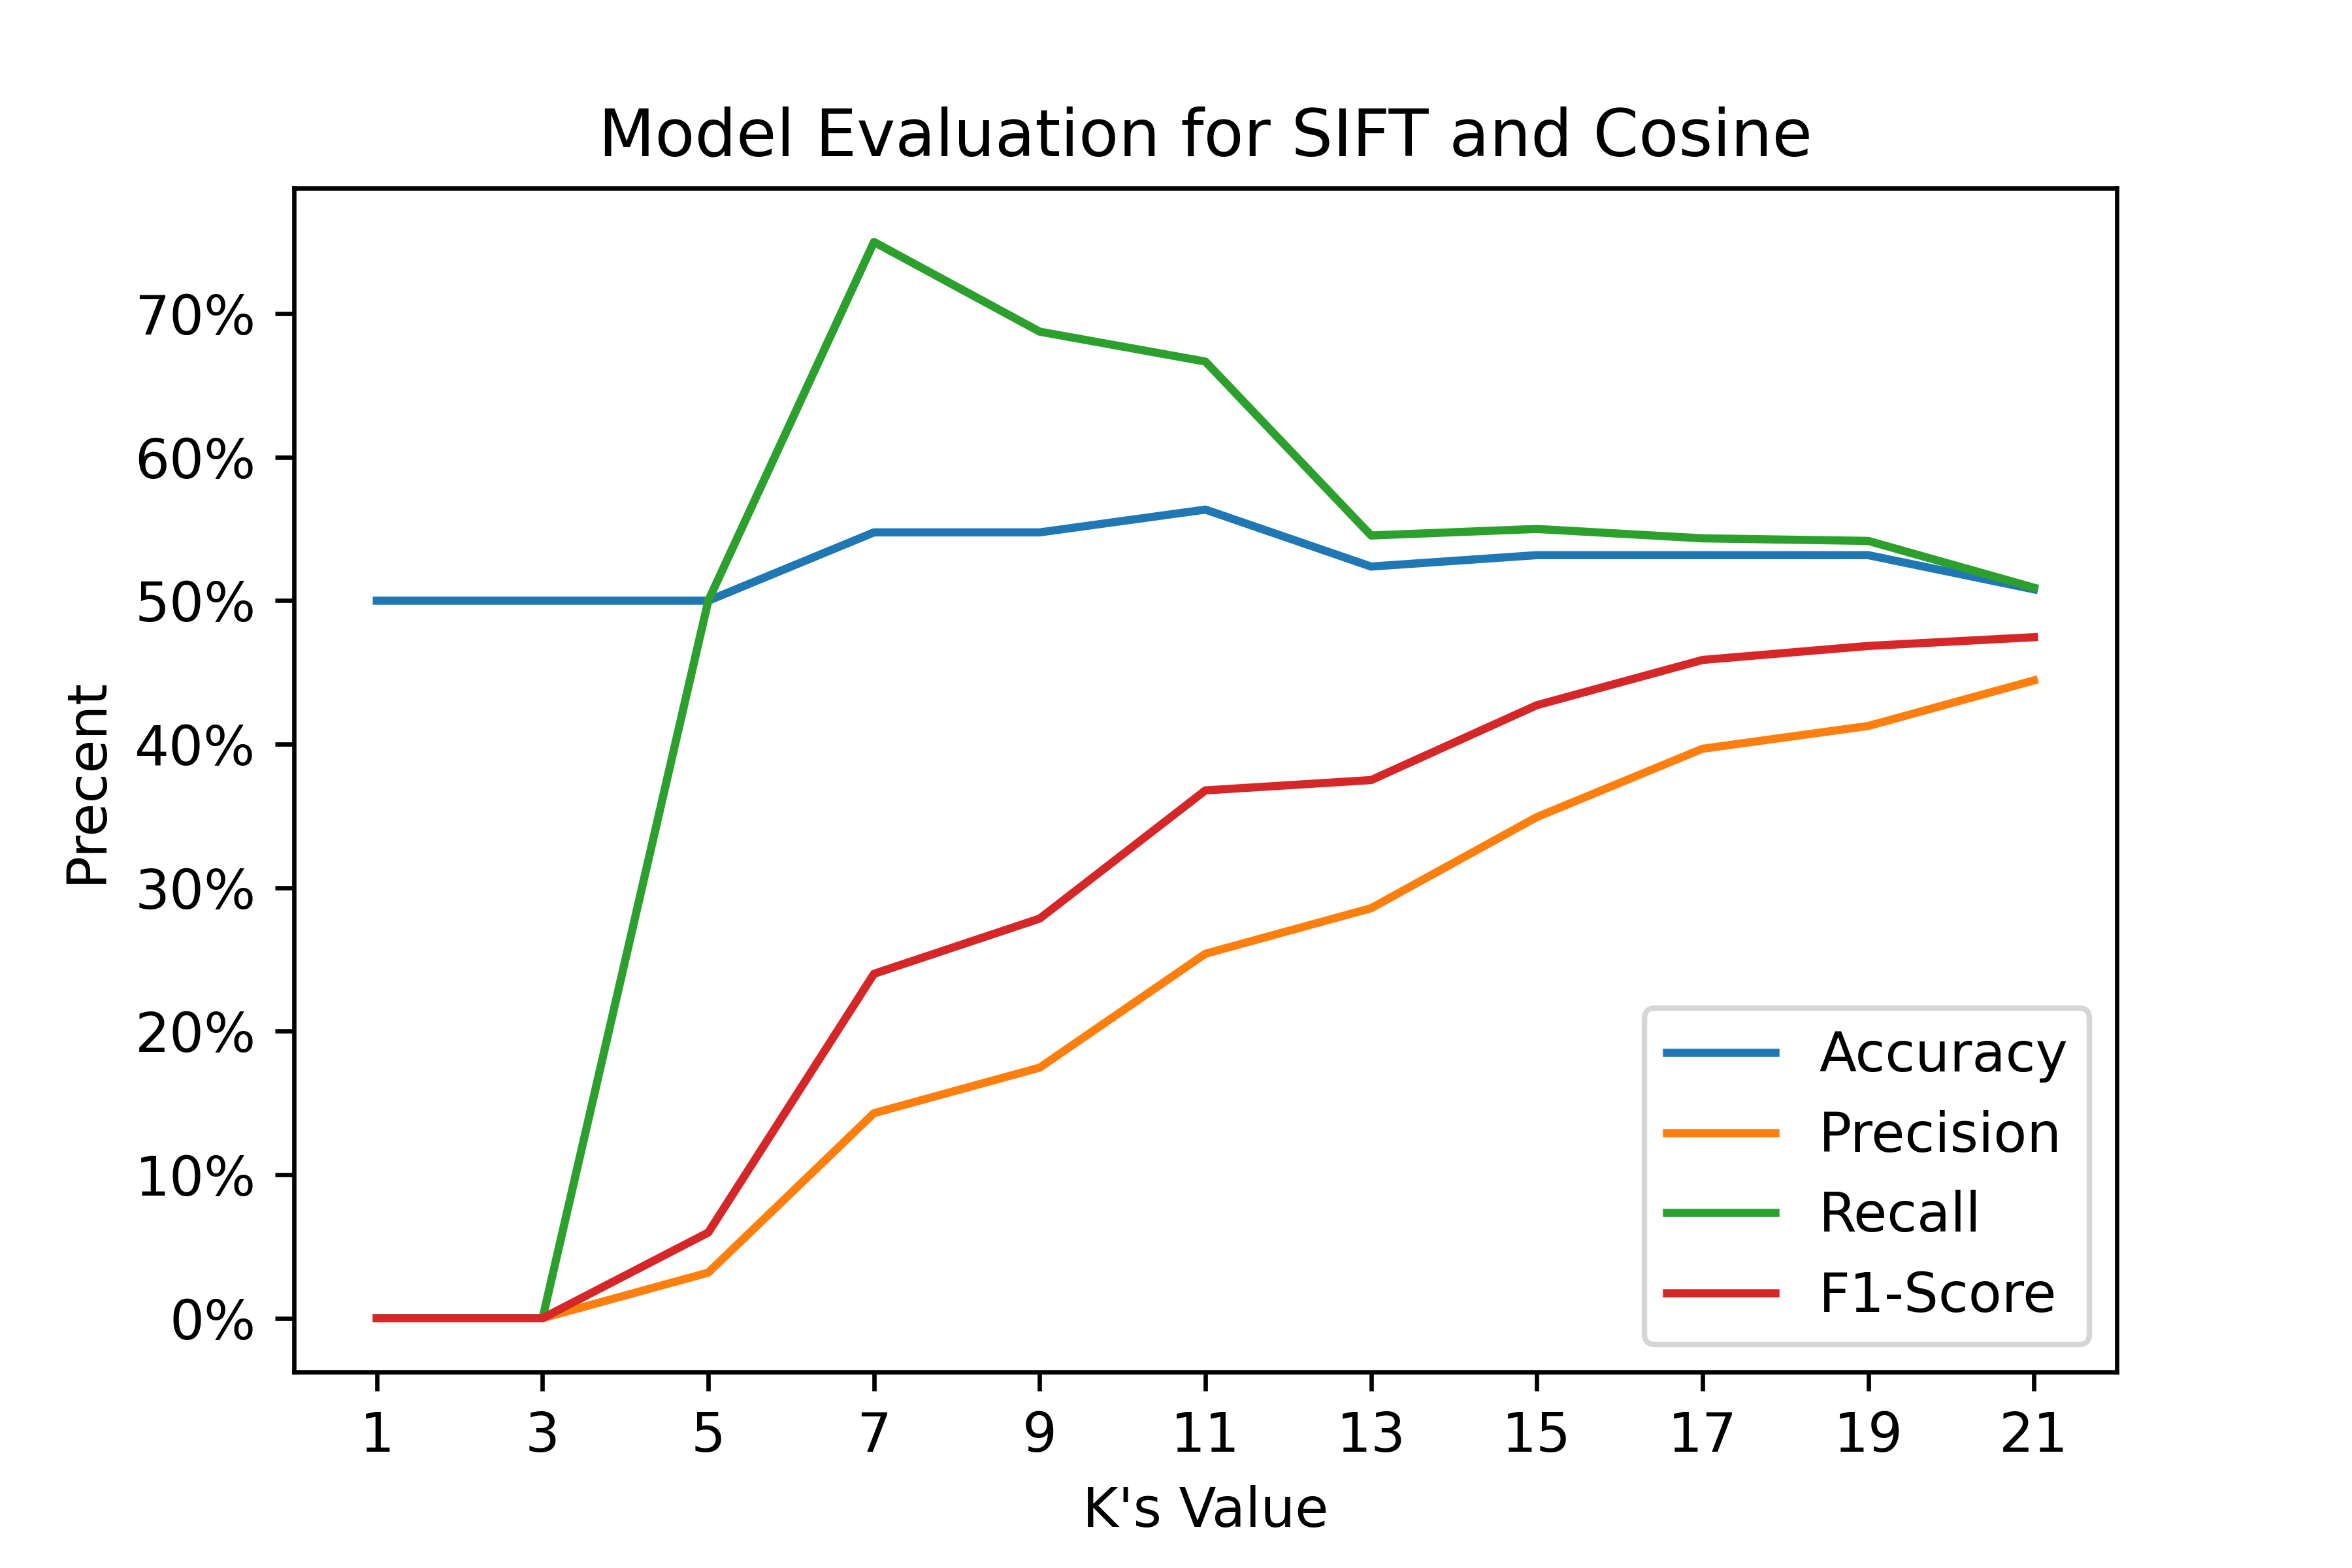 Model Evaluation for SIFT and Cosine
70%
60%
50%
40%
30%
20%
10%
0%
Precent
1 3 5 7 9 11 13 15 17 19 21
K's Value
Accuracy
Precision
Recall
F1-Score